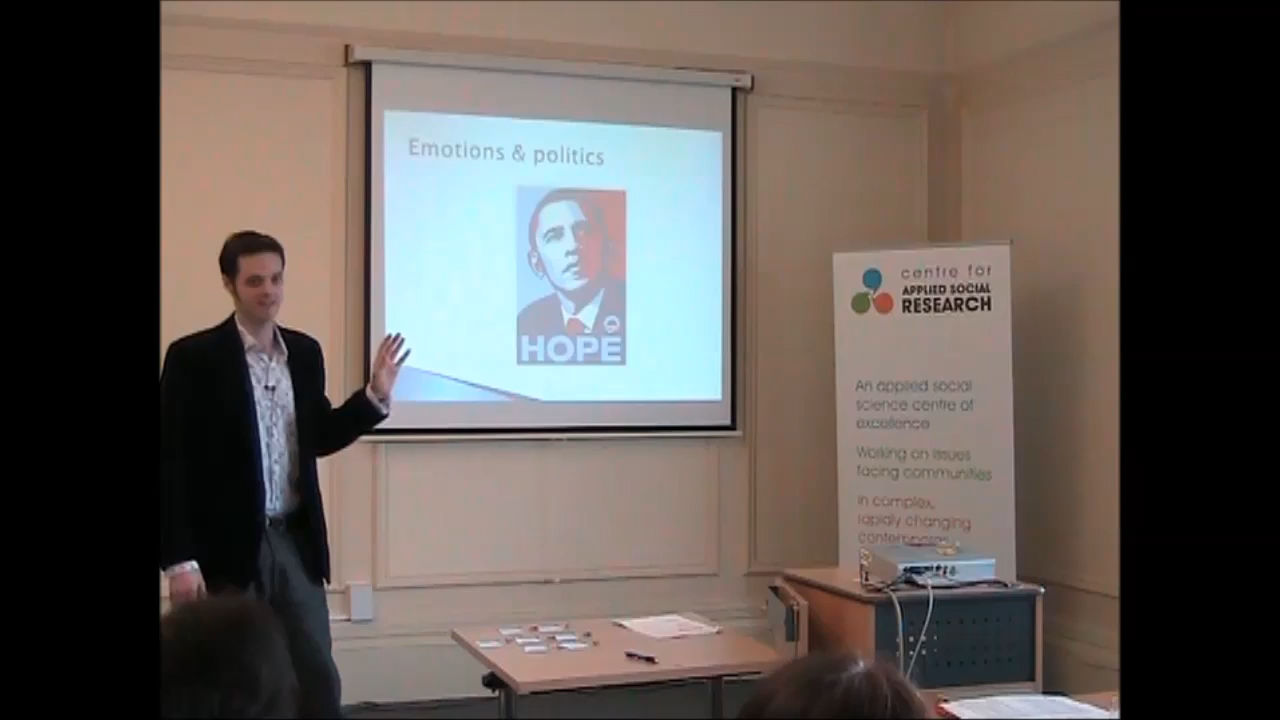 Emotions & politics
HOPE
centre for
APPLIED SOCIAL
RESEARCH
An applied social
science centre of
excellence
Working on issues
facing communities
in complex,
rapidly changing